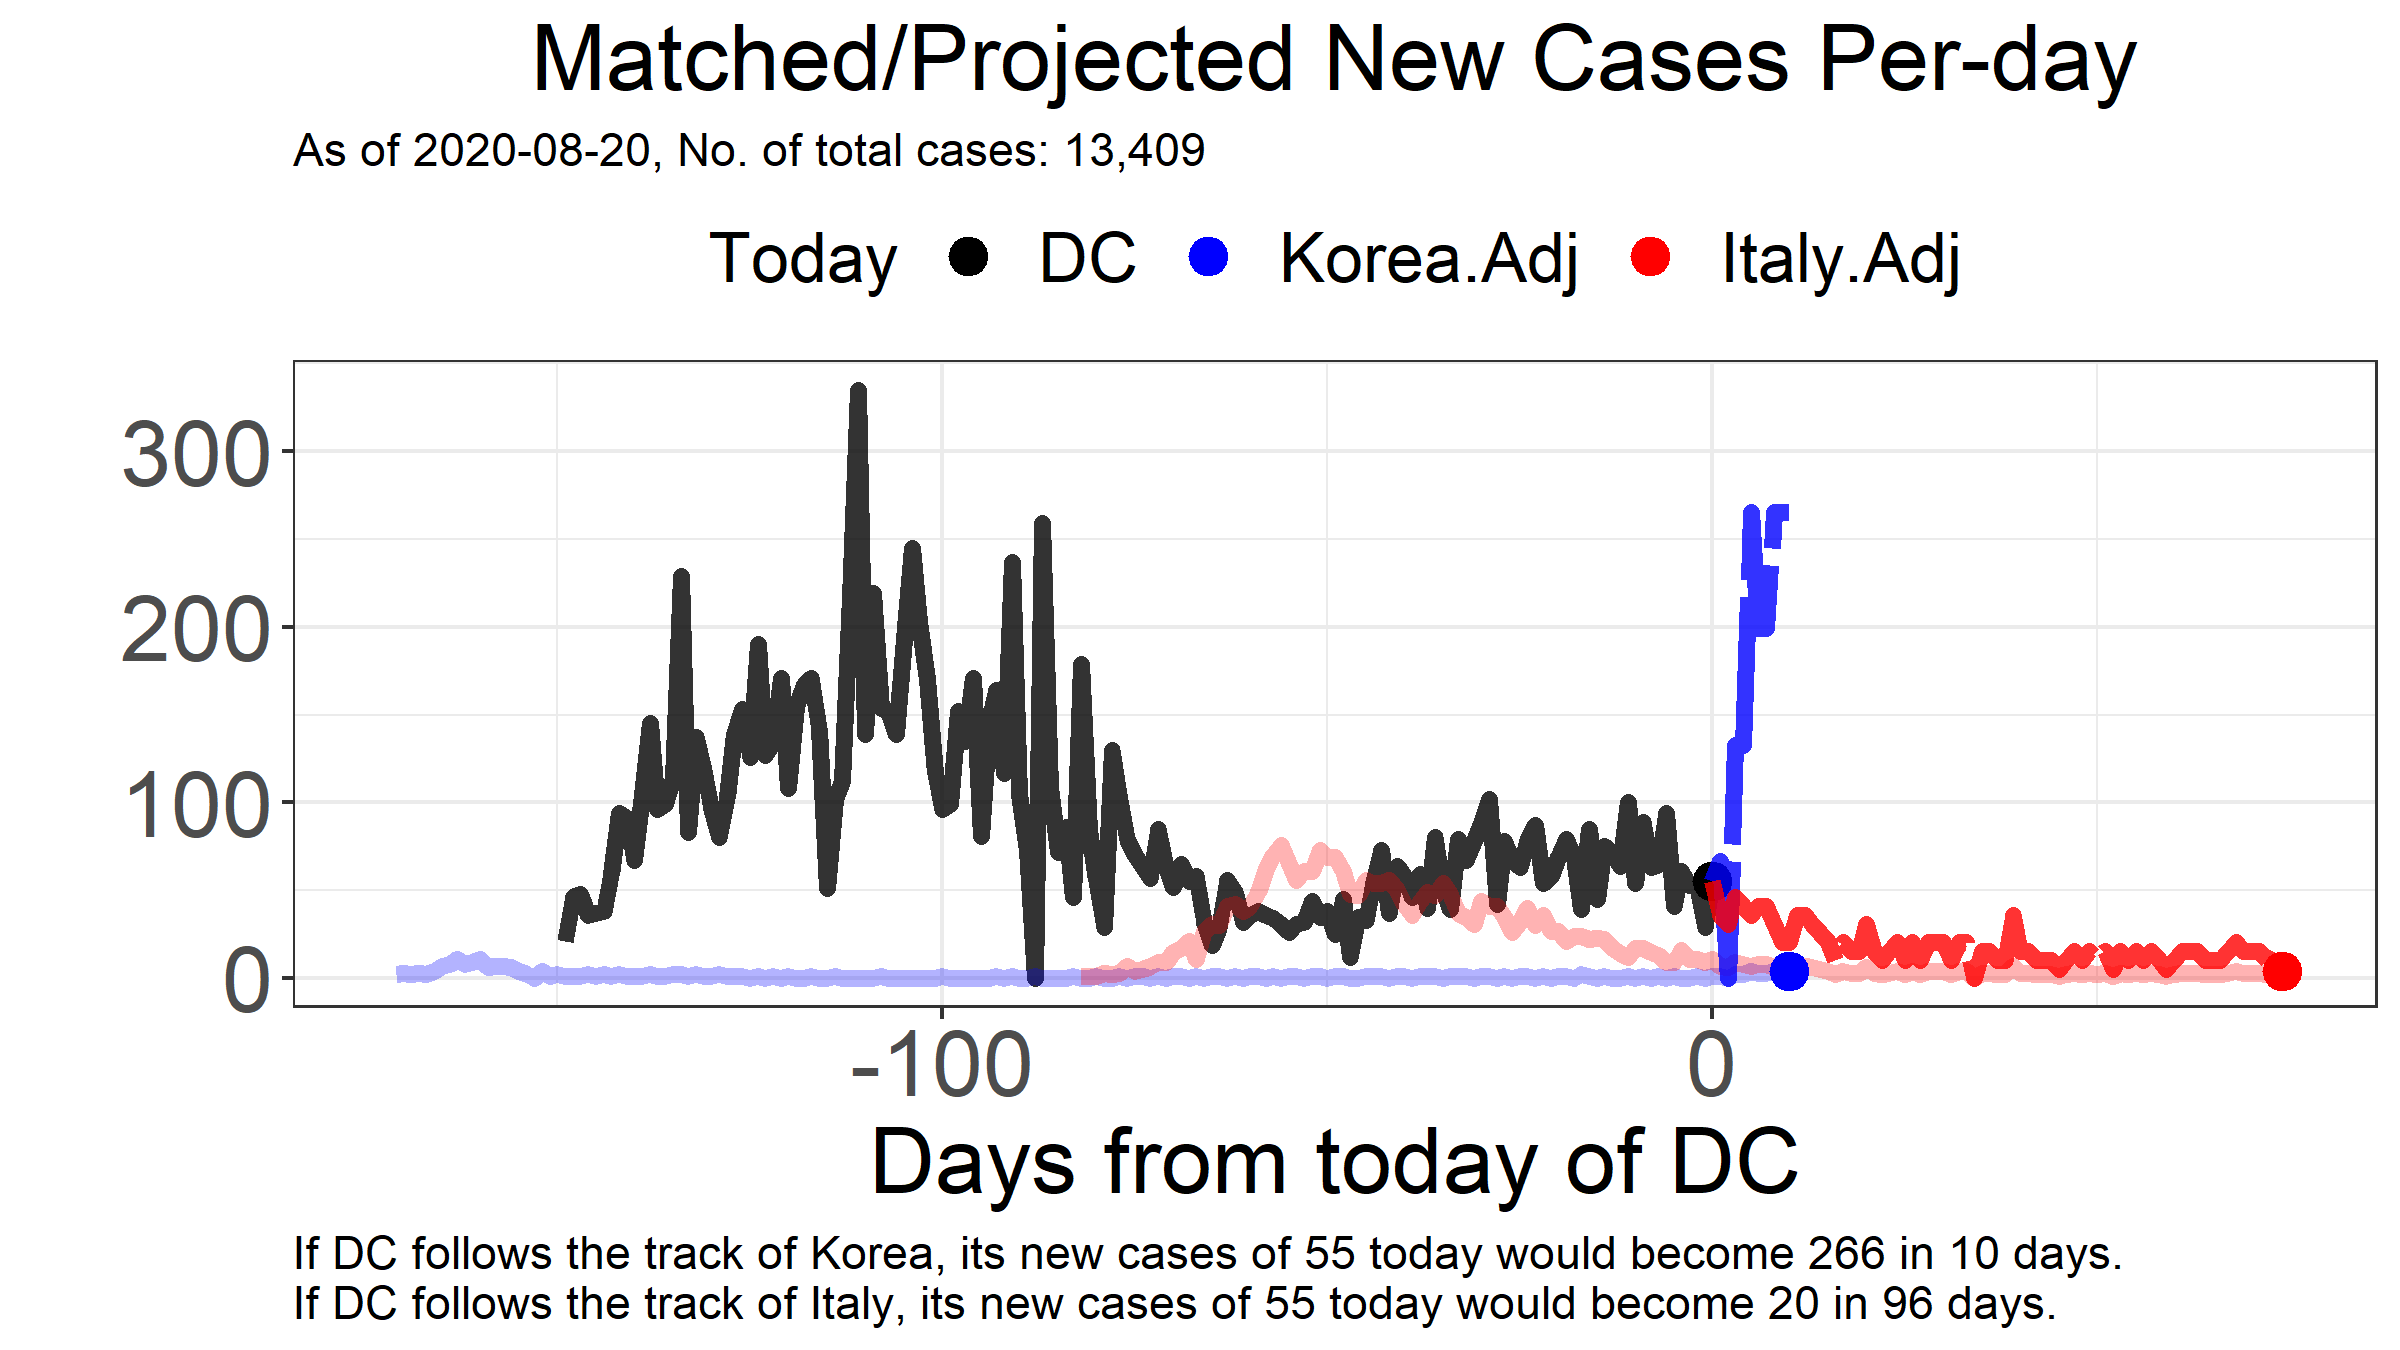 Matched/Projected New Cases Per-day
As of 2020-08-20, No. of total cases: 13,409
Today DC Korea.Adj Italy.Adj
300
200
100
0
-100 0
Days from today of DC
If DC follows the track of Korea, its new cases of 55 today would become 266 in 10 days.
If DC follows the track of Italy, its new cases of 55 today would become 20 in 96 days.